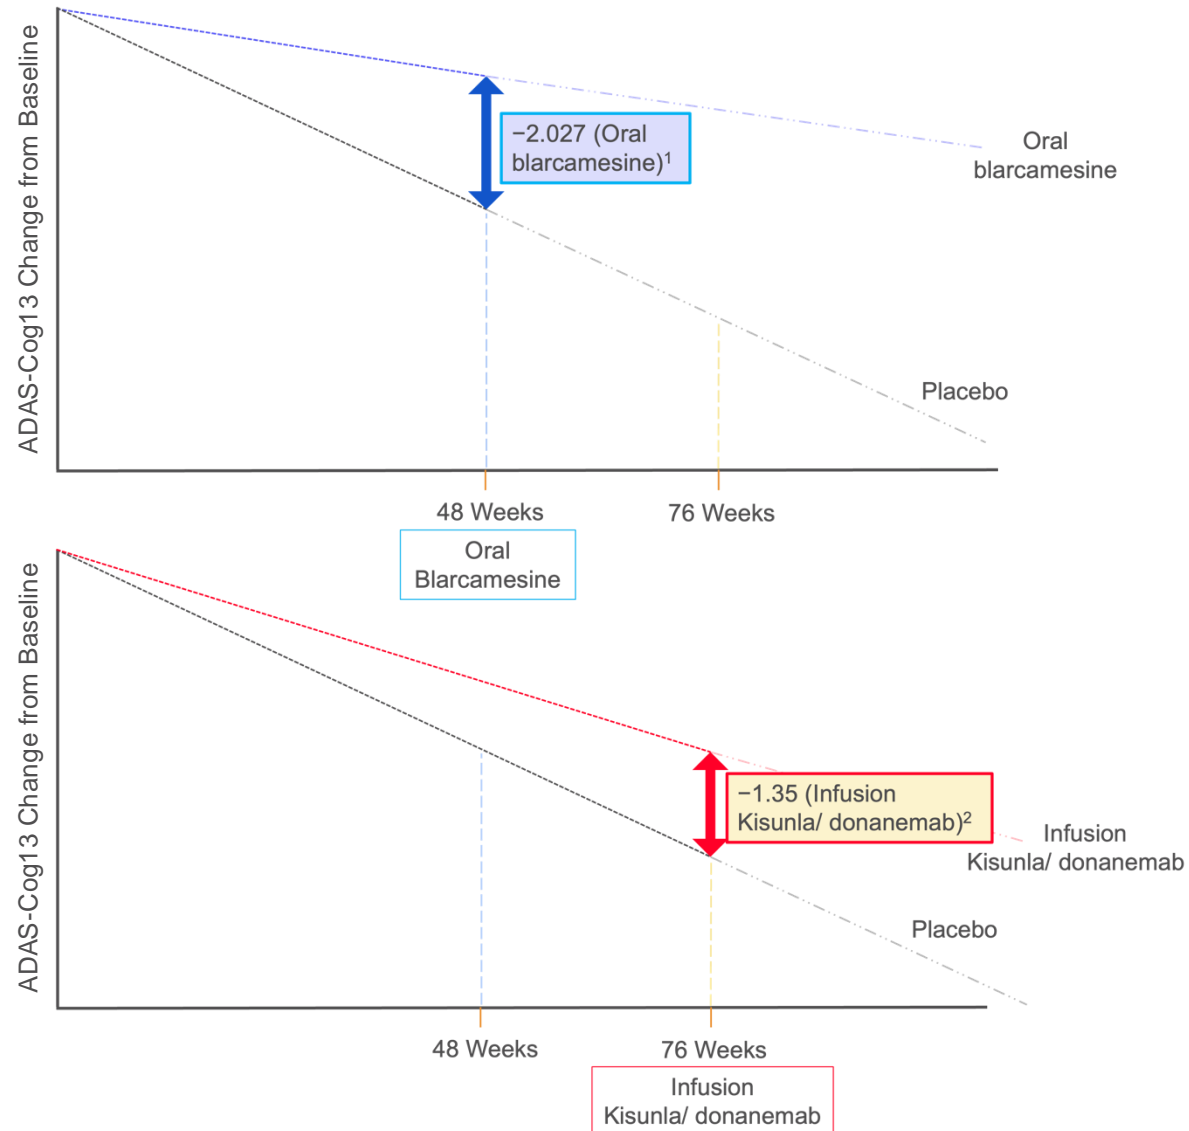 ADAS-Cog13 Change from Baseline
−2.027 (Oral
blarcamesine)¹
Oral
blarcamesine
Placebo
48 Weeks
76 Weeks
Oral
Blarcamesine
ADAS-Cog13 Change from Baseline
−1.35 (Infusion
Kisunla/ donanemab)²
Infusion
Kisunla/ donanemab
Placebo
48 Weeks
76 Weeks
Infusion
Kisunla/ donanemab